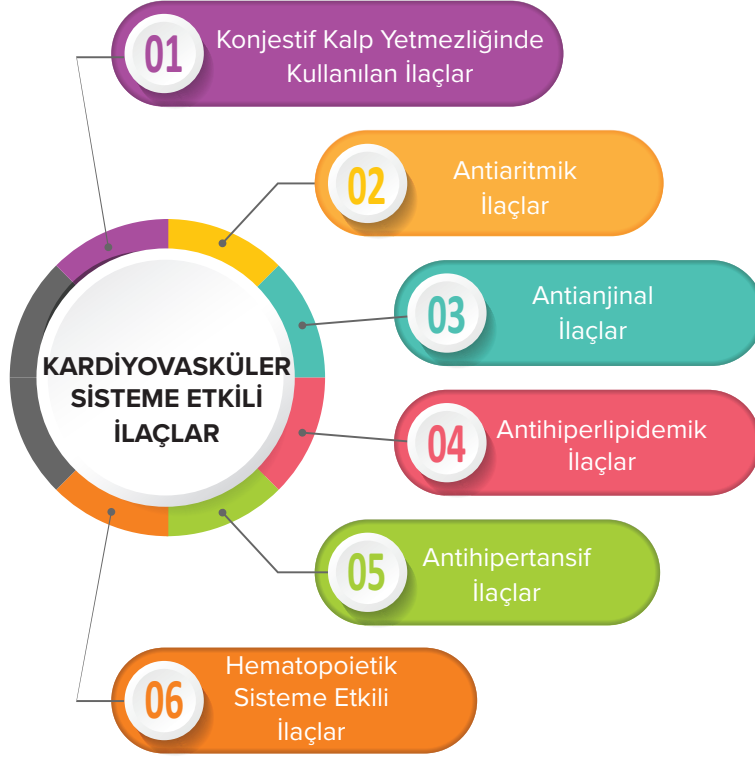 01
Konjestif Kalp Yetmezliğinde
Kullanılan İlaçlar
02
Antiaritmik
İlaçlar
03
Antianjinal
İlaçlar
KARDİYOVASKÜLER
SİSTEME ETKİLİ
İLAÇLAR
04
Antihiperlipidemik
İlaçlar
05
Antihipertansif
İlaçlar
06
Hematopoietik
Sisteme Etkili
İlaçlar